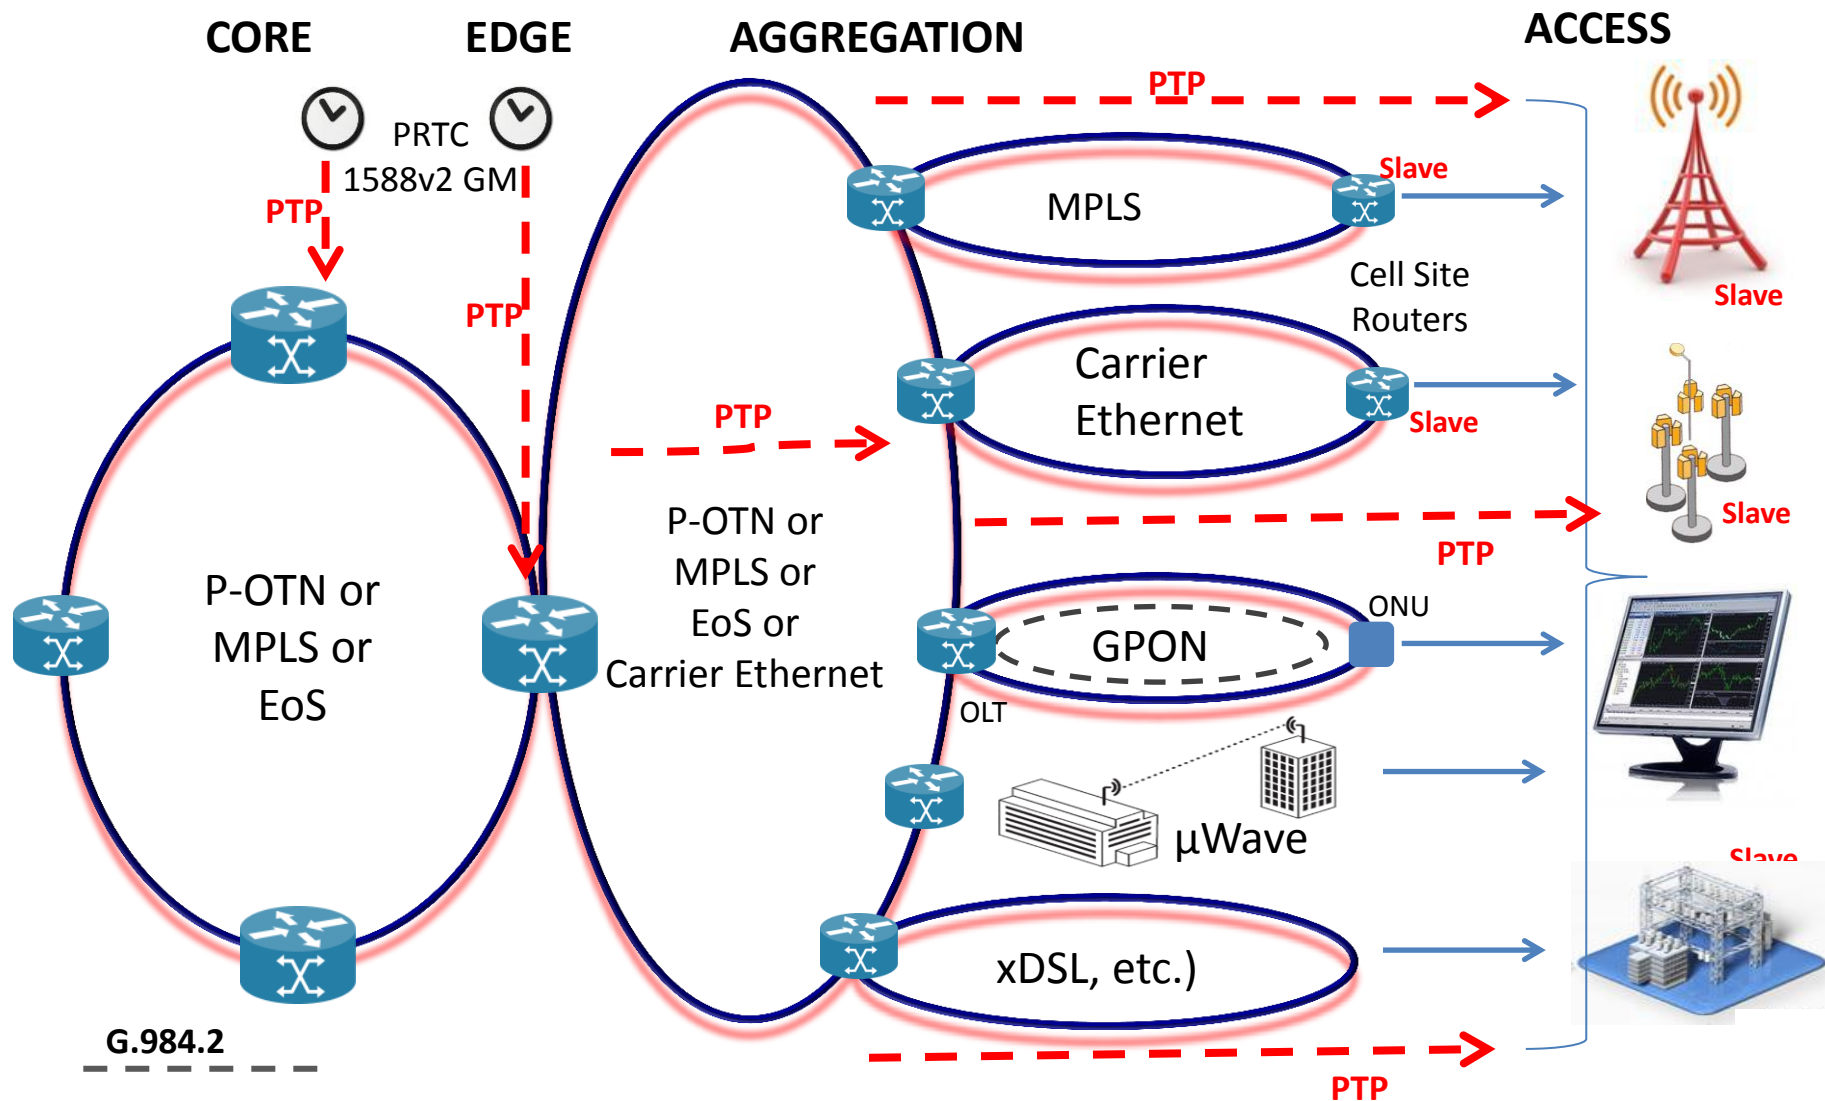 CORE
EDGE
AGGREGATION
ACCESS
PTP
PRTC
1588v2 GM
PTP
PTP
Slave
MPLS
Slave
Cell Site
Routers
Carrier
Ethernet
Slave
Slave
PTP
PTP
P-OTN or
MPLS or
EoS
P-OTN or
MPLS or
EoS or
Carrier Ethernet
ONU
GPON
OLT
µWave
Slave
xDSL, etc.)
G.984.2
PTP